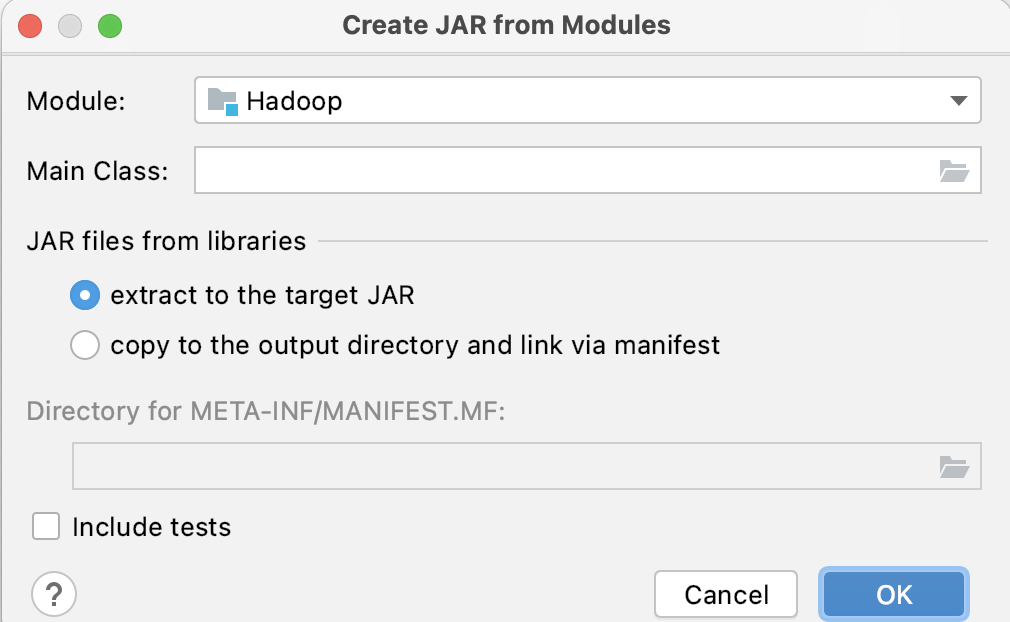 Create JAR from Modules
Module: Hadoop
Main Class:
JAR files from libraries
extract to the target JAR
copy to the output directory and link via manifest
Directory for META-INF/MANIFEST.MF:
Include tests
? Cancel OK